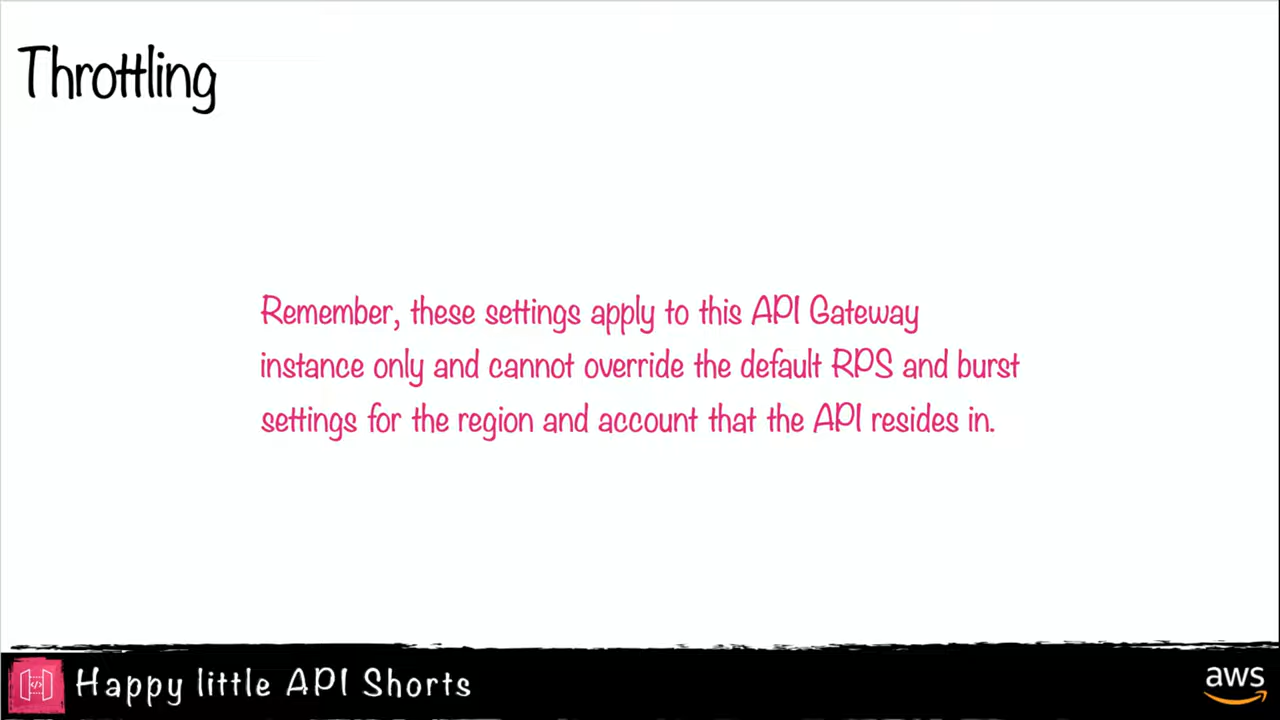 Throttling
Remember, these settings apply to this API Gateway
instance only and cannot override the default RPS and burst
settings for the region and account that the API resides in.
Happy little API Shorts
aws